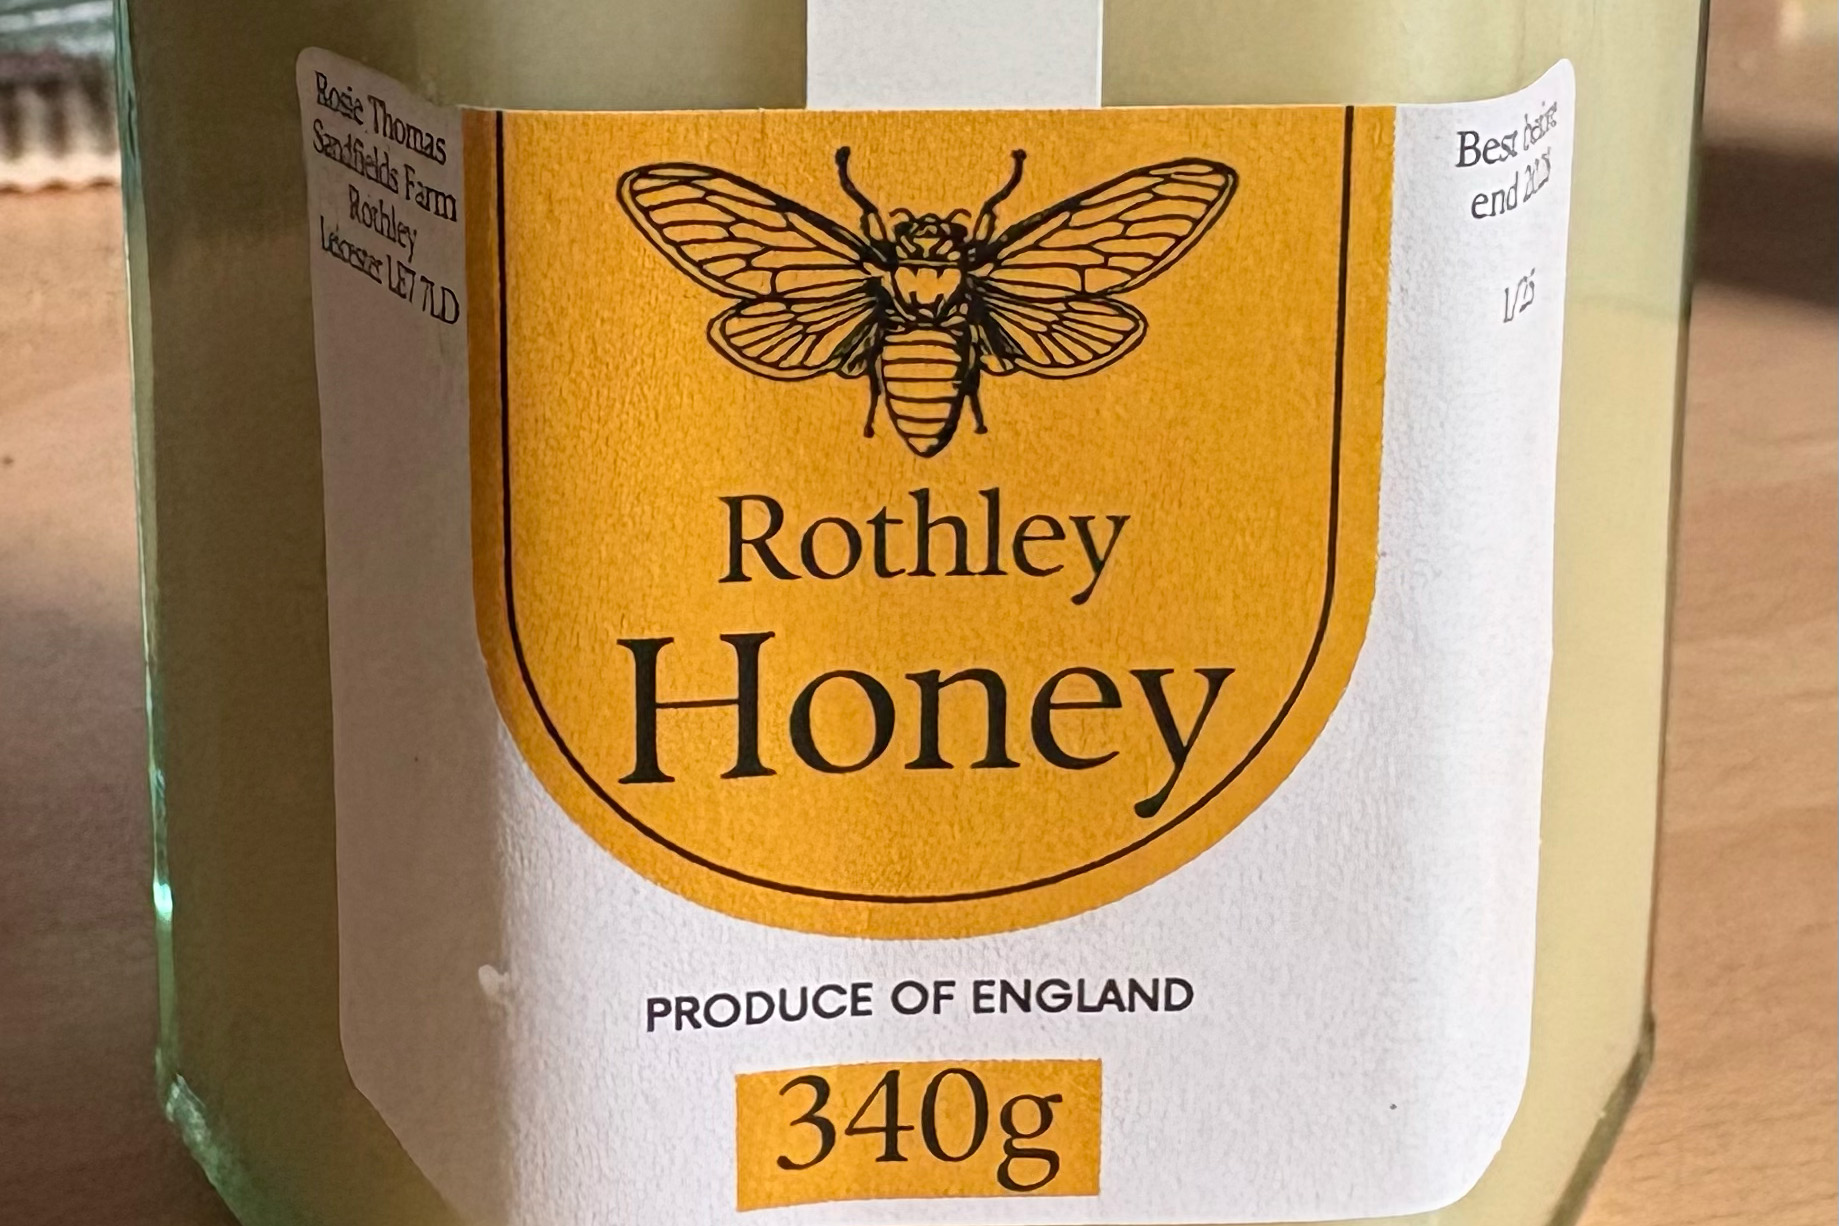 Rosie Thomas
Sandfields Farm
Rothley
Leicester LE7 7LD
Rothley
Honey
PRODUCE OF ENGLAND
340g
Best before
end
1/25